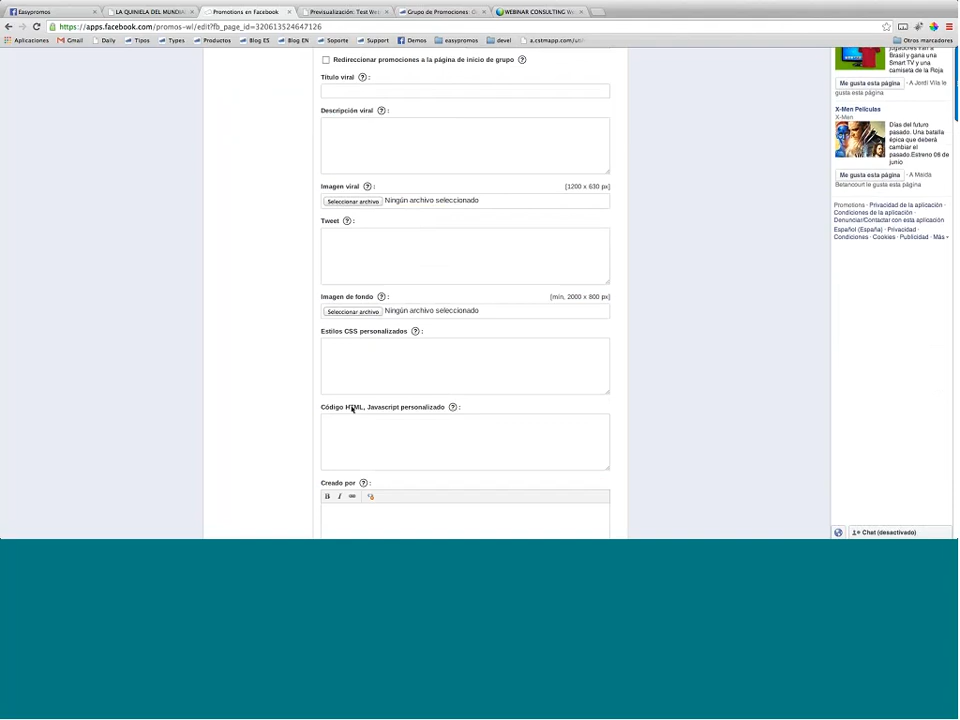 Easypromos
LA QUINIELA DEL MUNDIAL
Promotions en Facebook
Previsualización: Test We
Grupo de Promociones
WEBINAR CONSULTING W
https://apps.facebook.com/promos-wl/edit?fb_page_id=320613524647126
Aplicaciones Gmail Daily Tipos Types Productos Blog ES Blog EN Soporte Support Demos easypromos devel a.cstmapp.com/ Otros marcadores
Redireccionar promociones a la página de inicio de grupo ?
Título viral ? :
Descripción viral ? :
Imagen viral ? : [1200 x 630 px]
Seleccionar archivo Ningún archivo seleccionado
Tweet ? :
Imagen de fondo ? : [mín. 2000 x 800 px]
Seleccionar archivo Ningún archivo seleccionado
Estilos CSS personalizados ? :
Código HTML, Javascript personalizado ? :
Creado por ? :
B I
jugadores irán a
Brasil y gana una
Smart TV y una
camiseta de la Roja
Me gusta esta página · A Jordi Vila le
gusta esta página
X-Men Películas
X-Men
Días del futuro
pasado. Una batalla
épica que deberá
cambiar el
pasado.Estreno 06 de
junio
Me gusta esta página · A Maida
Betancourt le gusta esta página
Promotions · Privacidad de la aplicación ·
Condiciones de la aplicación ·
Denunciar/Contactar con esta aplicación
Español (España) · Privacidad ·
Condiciones · Cookies · Publicidad · Más
Chat (desactivado)